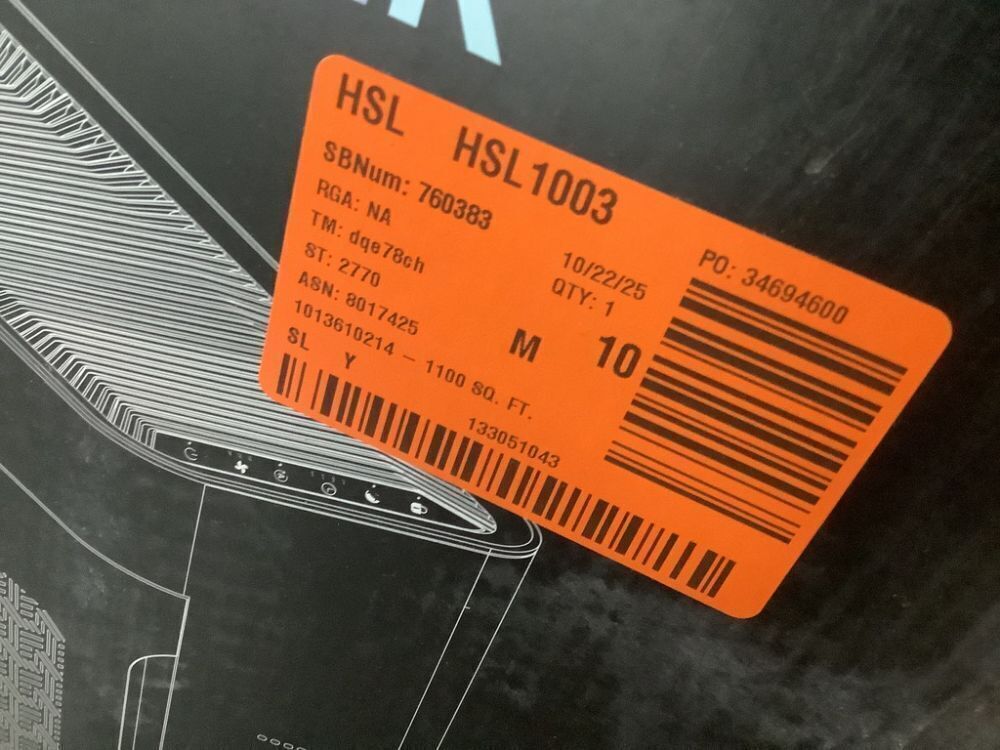 HSL HSL1003
SBNum: 760383
RGA: NA
TM: dqe78ch
ST: 2770
ASN: 8017425
1013610214 – 1100 SQ. FT.
SL Y
10/22/25
QTY: 1
M 10
PO: 34694600
133051043